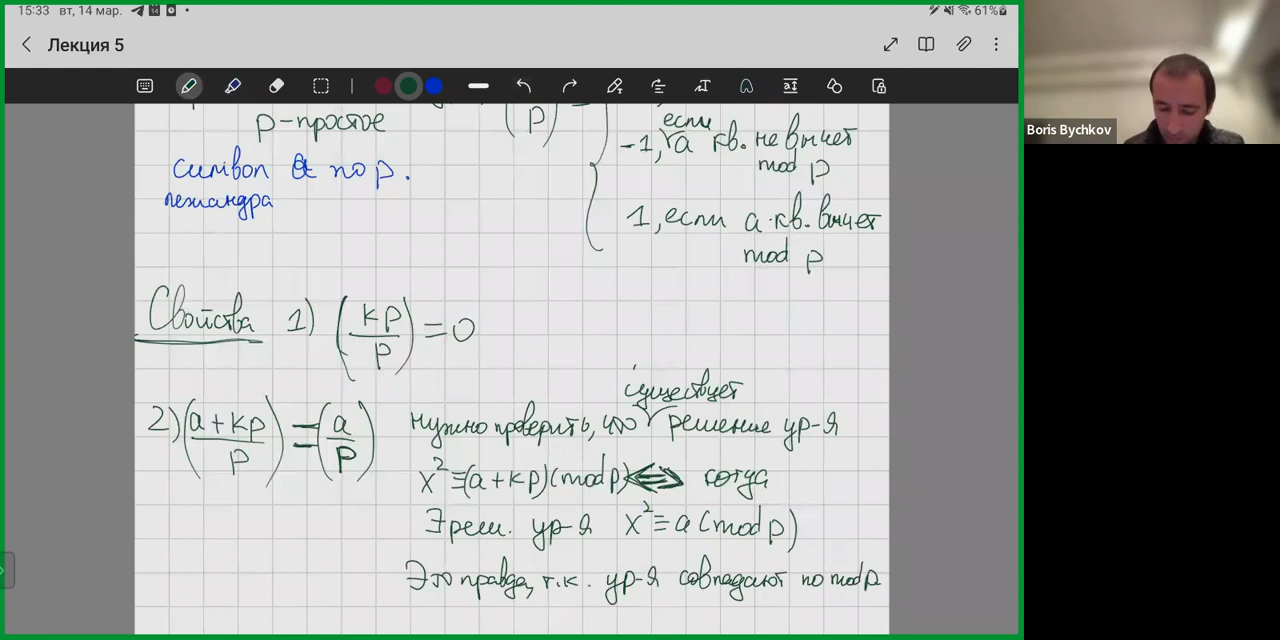 15:33 вт, 14 мар.
61%
Лекция 5
Boris Bychkov
p-простое
(/p) =
если
-1, а кв. не вычет
mod p
символ а по p.
лежандра
1, если а-кв. вычет
mod p
Свойства 1) (kp/p) = 0
существует
2) (a+kp/p) = (a/p) нужно проверить, что решение ур-я
x² ≡ (a+kp)(mod p) <=> когда
∃ реш. ур-я x² ≡ a (mod p)
Это правда, т.к. ур-я совпадают по mod p